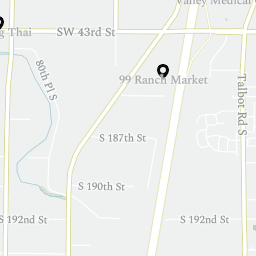 Valley Medical C
SW 43rd St
g Thai
99 Ranch Market
80th Pl S
Talbot Rd S
S 187th St
S 190th St
S 192nd St
S 192nd St